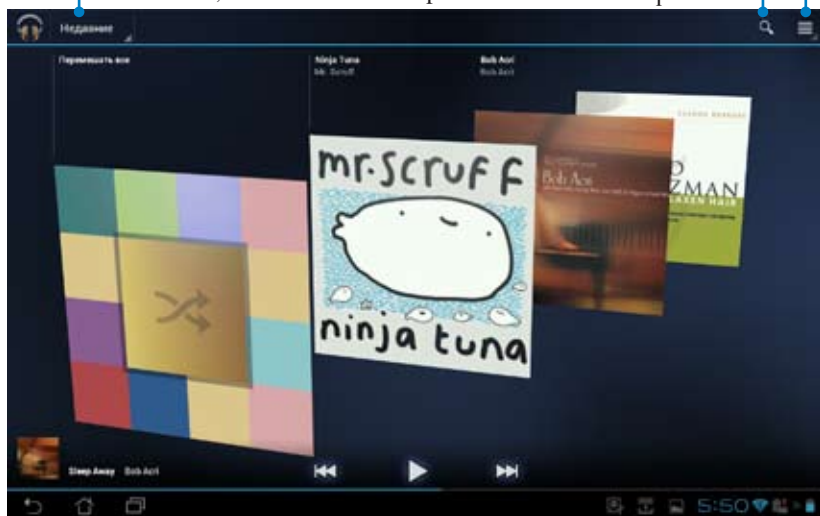 Недавние
Перемешать все
Ninja Tuna
Mr. Scruff
Bob Acri
Bob Acri
mr. scruff
ninja tuna
Bob Acri
ZMAN
Sleep Away Bob Acri
5:50